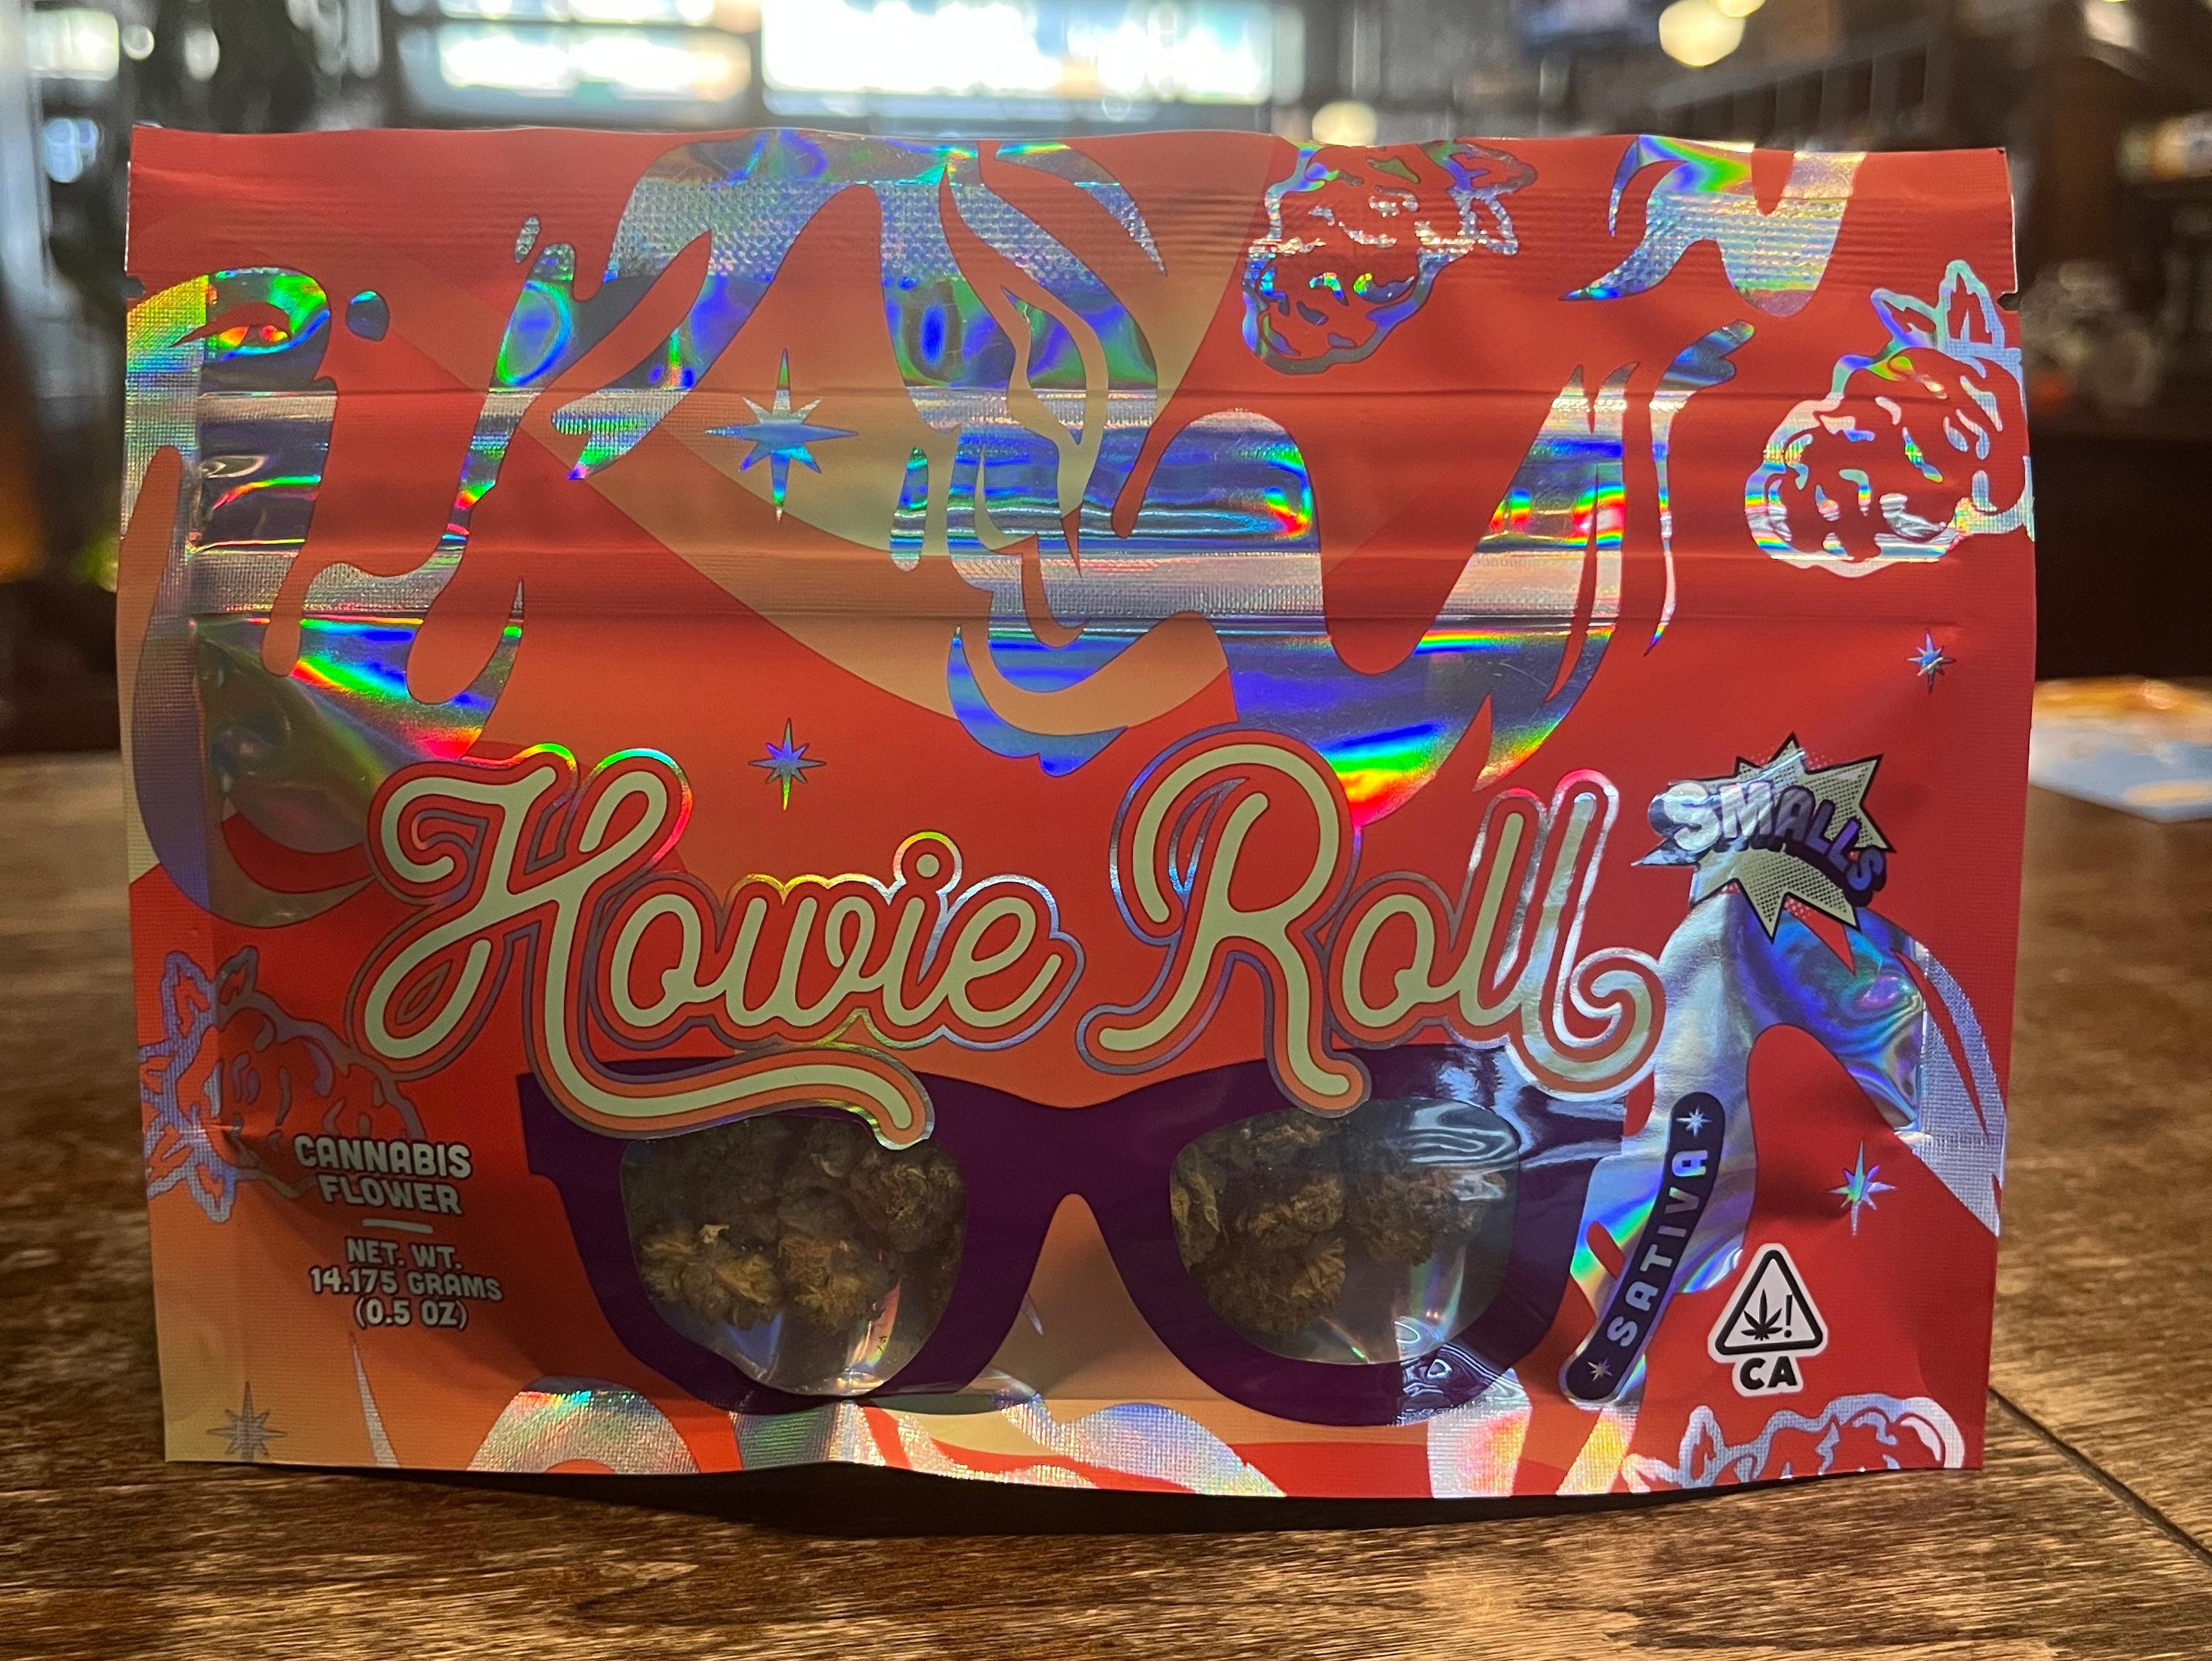 Howie Roll
SMALLS
CANNABIS
FLOWER
NET. WT.
14.175 GRAMS
(0.5 OZ)
SATIVA
!
CA